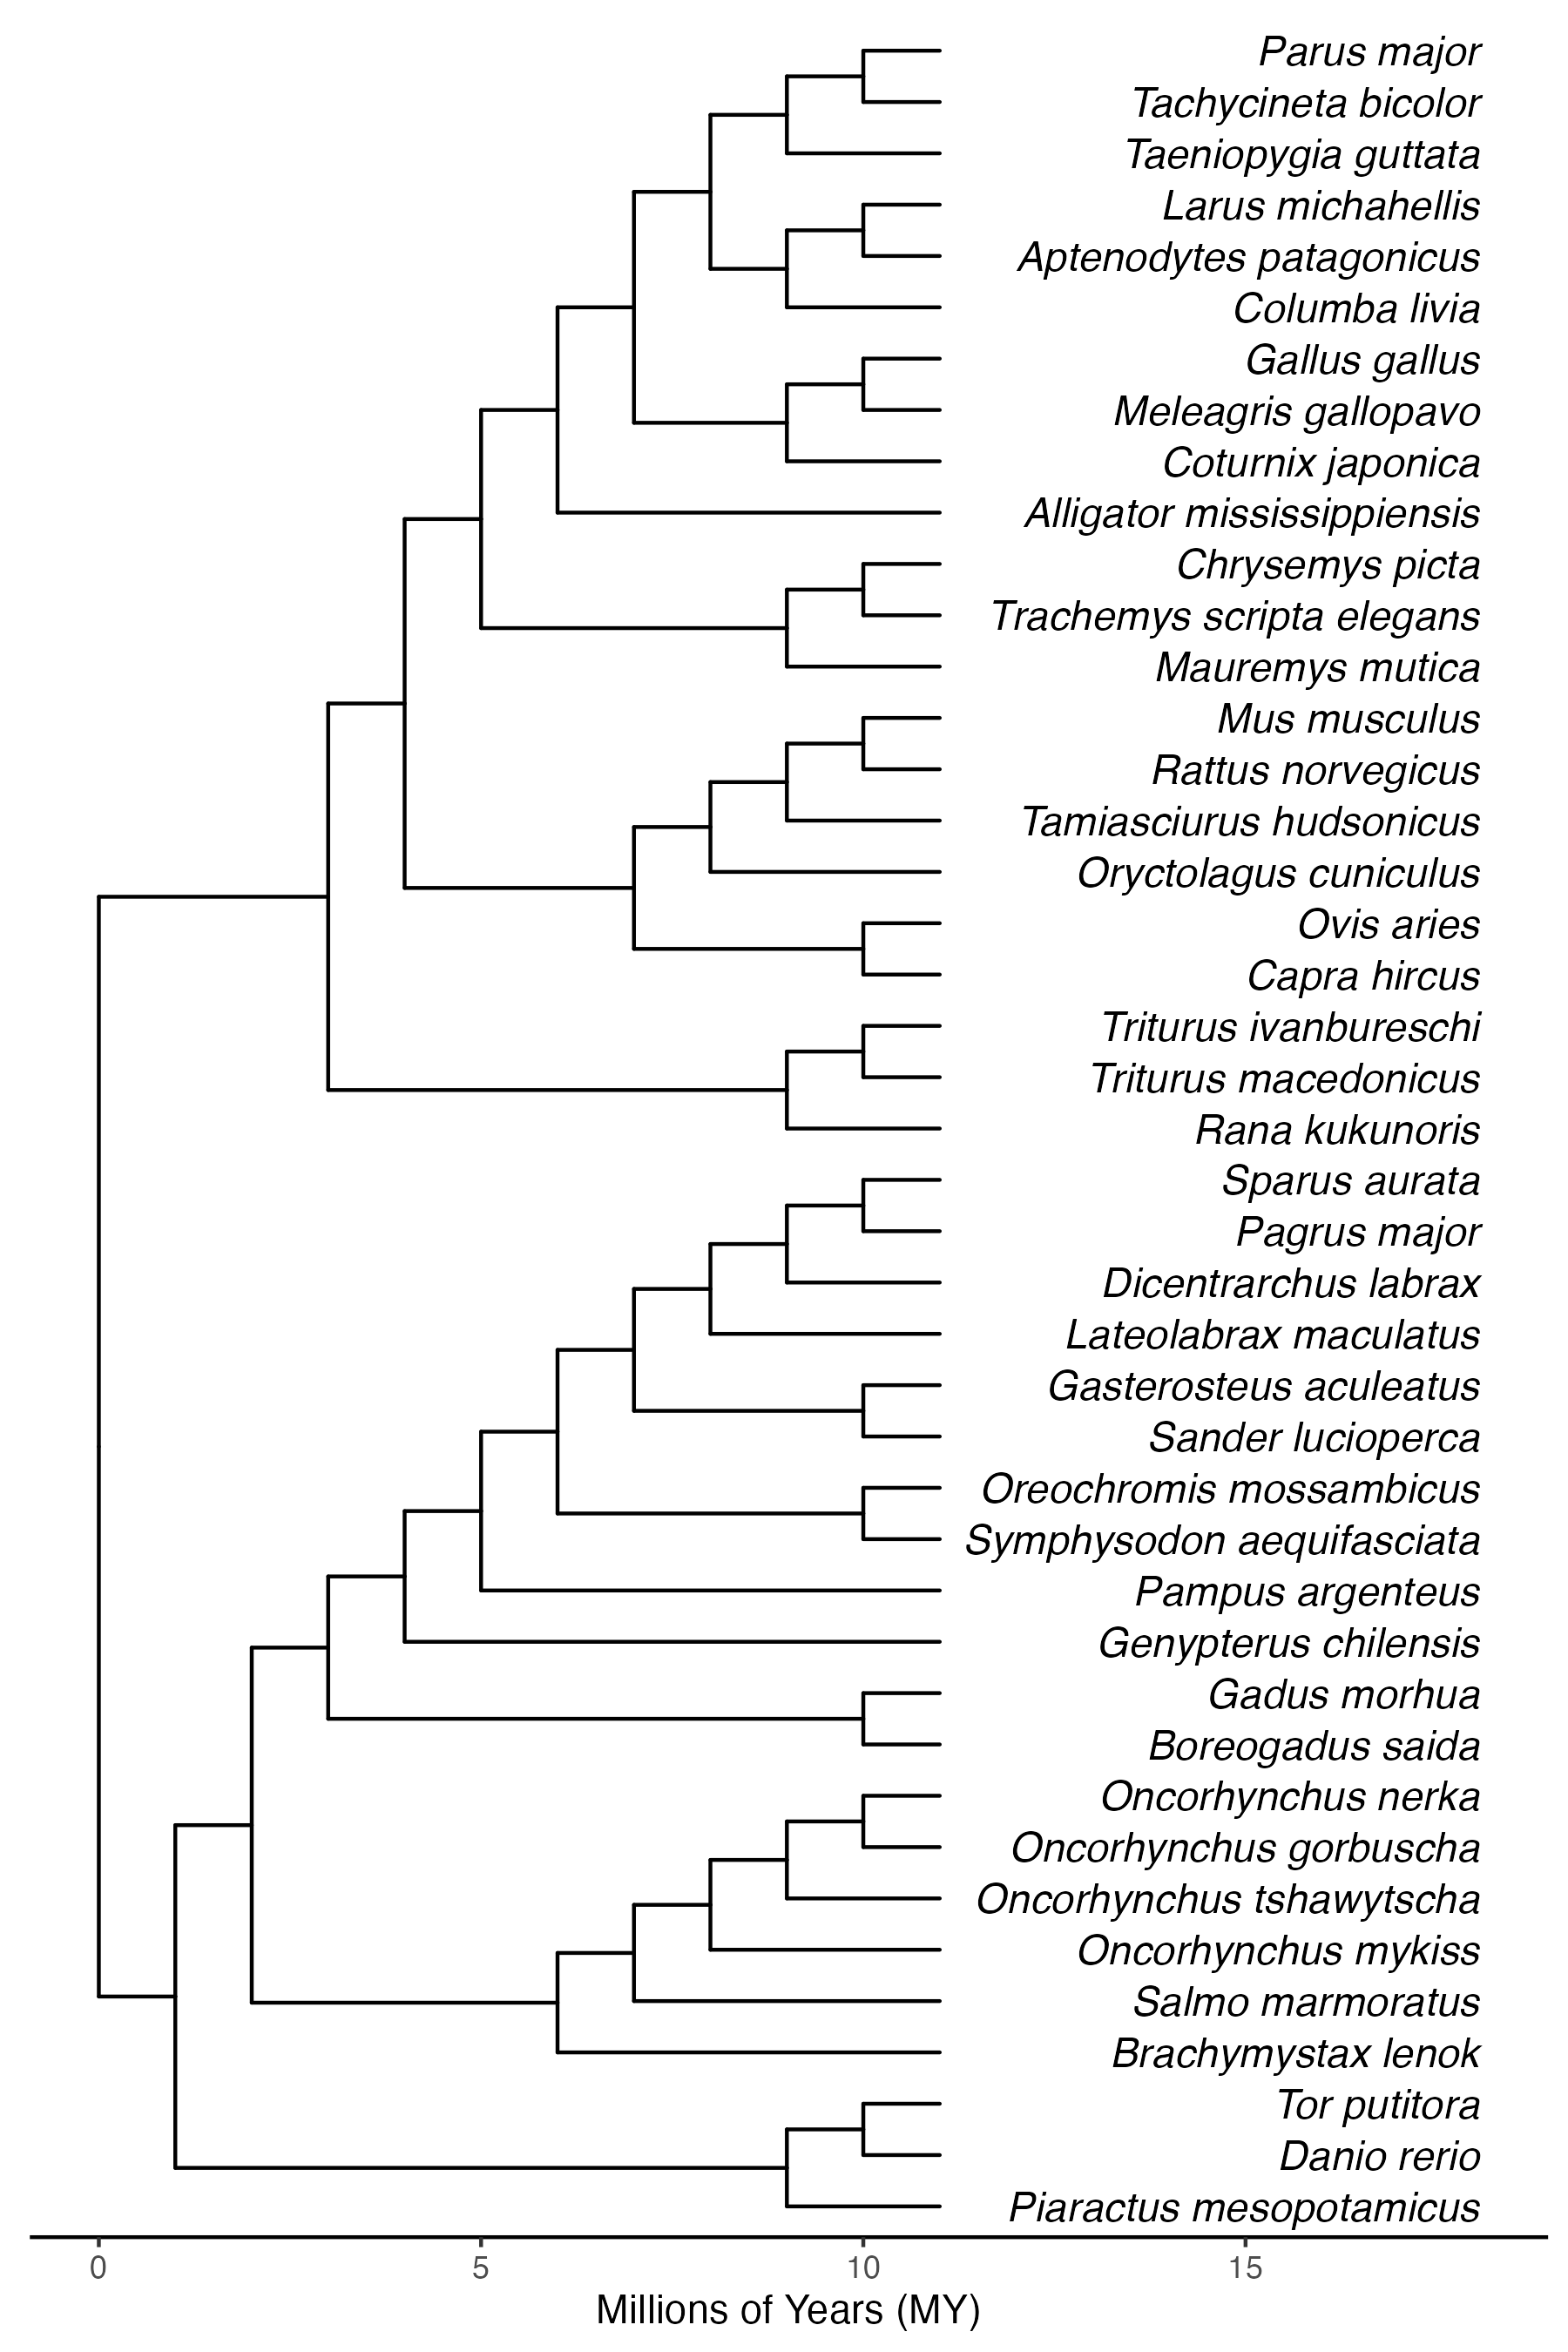 Parus major
Tachycineta bicolor
Taeniopygia guttata
Larus michahellis
Aptenodytes patagonicus
Columba livia
Gallus gallus
Meleagris gallopavo
Coturnix japonica
Alligator mississippiensis
Chrysemys picta
Trachemys scripta elegans
Mauremys mutica
Mus musculus
Rattus norvegicus
Tamiasciurus hudsonicus
Oryctolagus cuniculus
Ovis aries
Capra hircus
Triturus ivanbureschi
Triturus macedonicus
Rana kukunoris
Sparus aurata
Pagrus major
Dicentrarchus labrax
Lateolabrax maculatus
Gasterosteus aculeatus
Sander lucioperca
Oreochromis mossambicus
Symphysodon aequifasciata
Pampus argenteus
Genypterus chilensis
Gadus morhua
Boreogadus saida
Oncorhynchus nerka
Oncorhynchus gorbuscha
Oncorhynchus tshawytscha
Oncorhynchus mykiss
Salmo marmoratus
Brachymystax lenok
Tor putitora
Danio rerio
Piaractus mesopotamicus
0 5 10 15
Millions of Years (MY)